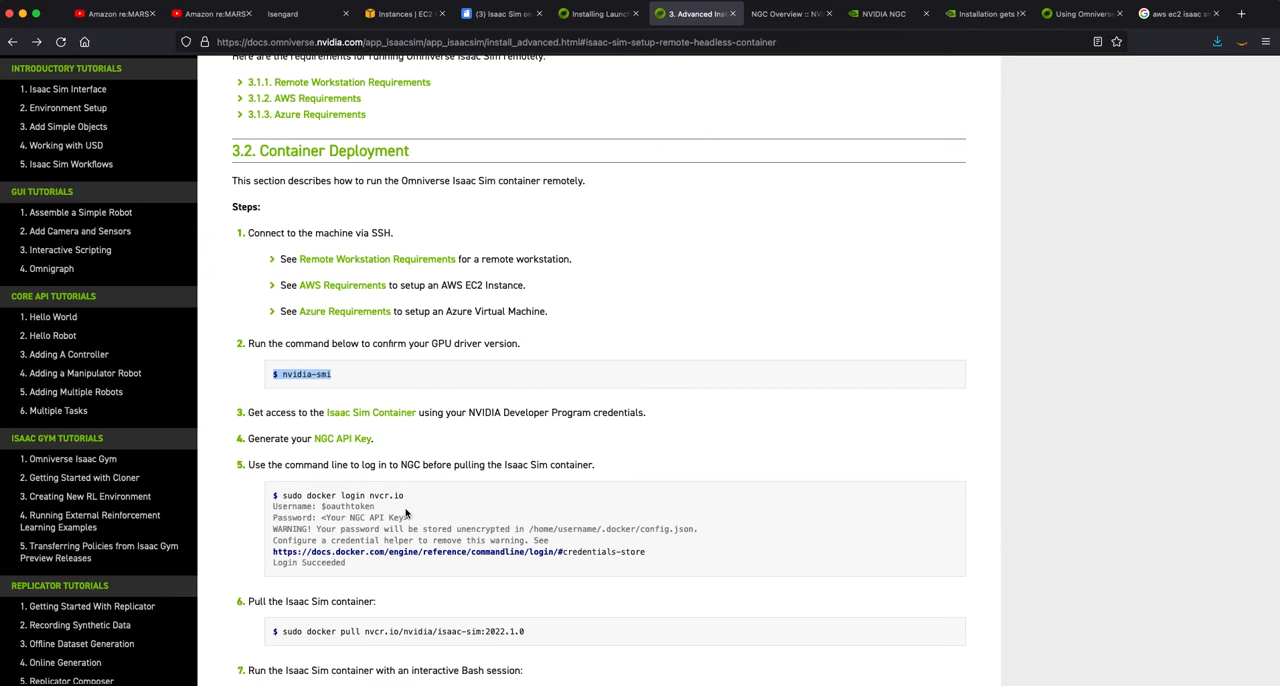 Amazon re:MARS
Amazon re:MARS
Isengard
Instances | EC2
(3) Isaac Sim on
Installing Launc
3. Advanced Inst
NGC Overview :: NV
NVIDIA NGC
Installation gets h
Using Omnivers
aws ec2 isaac si
https://docs.omniverse.nvidia.com/app_isaacsim/app_isaacsim/install_advanced.html#isaac-sim-setup-remote-headless-container
INTRODUCTORY TUTORIALS
1. Isaac Sim Interface
2. Environment Setup
3. Add Simple Objects
4. Working with USD
5. Isaac Sim Workflows
GUI TUTORIALS
1. Assemble a Simple Robot
2. Add Camera and Sensors
3. Interactive Scripting
4. Omnigraph
CORE API TUTORIALS
1. Hello World
2. Hello Robot
3. Adding A Controller
4. Adding a Manipulator Robot
5. Adding Multiple Robots
6. Multiple Tasks
ISAAC GYM TUTORIALS
1. Omniverse Isaac Gym
2. Getting Started with Cloner
3. Creating New RL Environment
4. Running External Reinforcement
Learning Examples
5. Transferring Policies from Isaac Gym
Preview Releases
REPLICATOR TUTORIALS
1. Getting Started With Replicator
2. Recording Synthetic Data
3. Offline Dataset Generation
4. Online Generation
5. Replicator Composer
Here are the requirements for running Omniverse Isaac Sim remotely.
3.1.1. Remote Workstation Requirements
3.1.2. AWS Requirements
3.1.3. Azure Requirements
3.2. Container Deployment
This section describes how to run the Omniverse Isaac Sim container remotely.
Steps:
1. Connect to the machine via SSH.
See Remote Workstation Requirements for a remote workstation.
See AWS Requirements to setup an AWS EC2 Instance.
See Azure Requirements to setup an Azure Virtual Machine.
2. Run the command below to confirm your GPU driver version.
$ nvidia-smi
3. Get access to the Isaac Sim Container using your NVIDIA Developer Program credentials.
4. Generate your NGC API Key.
5. Use the command line to log in to NGC before pulling the Isaac Sim container.
$ sudo docker login nvcr.io
Username: $oauthtoken
Password: <Your NGC API Key>
WARNING! Your password will be stored unencrypted in /home/username/.docker/config.json.
Configure a credential helper to remove this warning. See
https://docs.docker.com/engine/reference/commandline/login/#credentials-store
Login Succeeded
6. Pull the Isaac Sim container:
$ sudo docker pull nvcr.io/nvidia/isaac-sim:2022.1.0
7. Run the Isaac Sim container with an interactive Bash session: